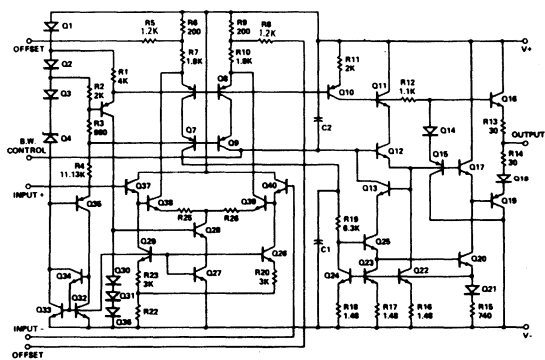 Q1
R5
1.2K
R6
200
R9
200
R8
1.2K
V+
OFFSET
Q2
R1
4K
R7
1.8K
R10
1.8K
R11
2K
Q3
R2
2K
Q8
Q10
Q11
R12
1.1K
Q16
R3
Q4
Q7
Q9
C2
Q14
R13
30
OUTPUT
B.W.
CONTROL
Q12
Q15
Q17
R14
30
R4
11.13K
Q13
Q18
INPUT +
Q37
Q40
Q19
Q35
Q38
Q39
R25
R26
R19
6.3K
Q28
Q25
Q34
Q29
Q26
C1
Q20
Q30
R23
3K
Q27
R20
3K
Q24
Q23
Q22
Q21
Q33
Q32
Q31
Q36
R22
R18
1.48
R17
1.48
R16
1.48
R15
740
INPUT -
V-
OFFSET